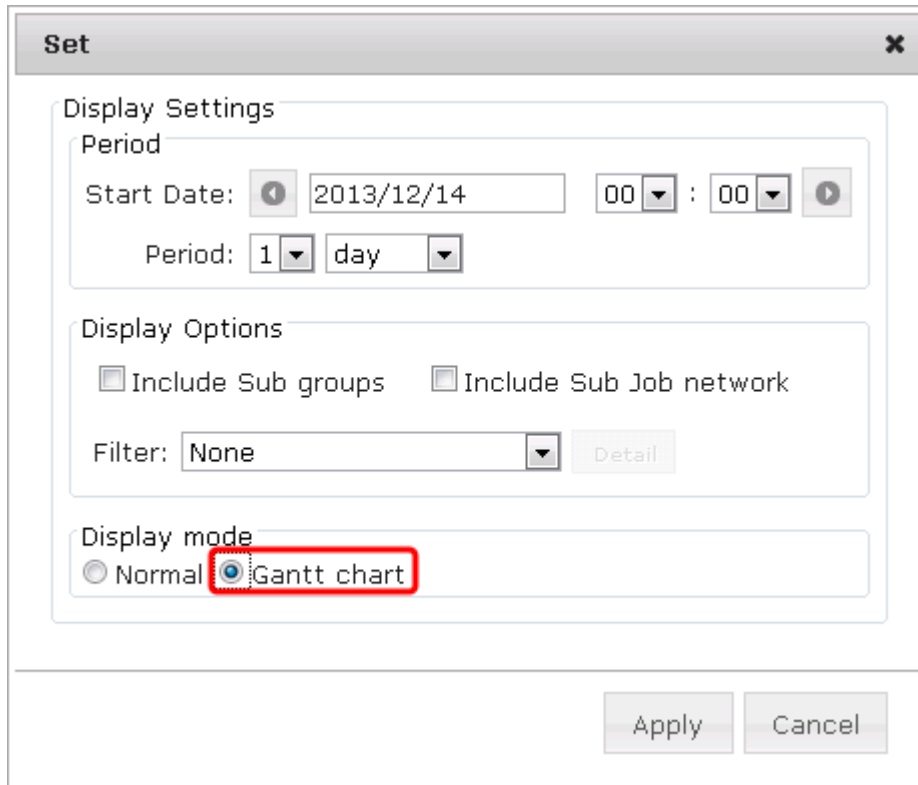 Set
Display Settings
Period
Start Date: 2013/12/14 00 : 00
Period: 1 day
Display Options
Include Sub groups Include Sub Job network
Filter: None Detail
Display mode
Normal Gantt chart
Apply Cancel